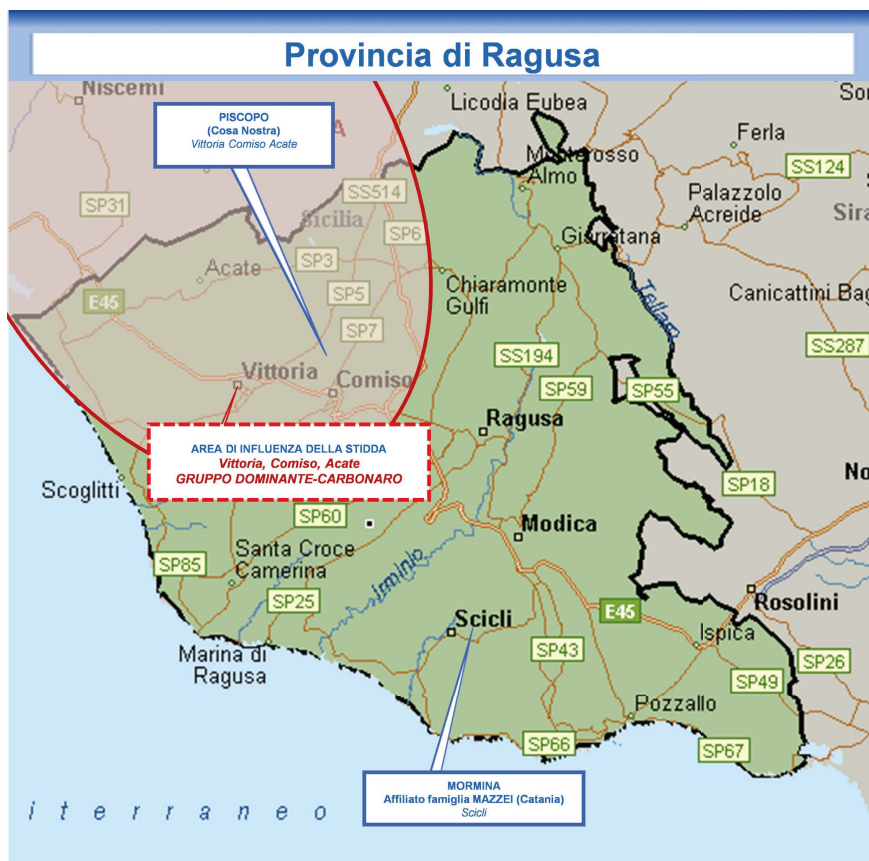 Provincia di Ragusa
Niscemi
Licodia Eubea
PISCOPO
(Cosa Nostra)
Vittoria Comiso Acate
A
Ferla
Monterosso
Almo
SS124
SS514
SP31
Sicilia
Palazzolo
Acreide
Sira
SP6
Giarratana
Acate
SP3
Chiaramonte
Gulfi
Tellaro
E45
SP5
Canicattini Bag
SP7
SS194
SS287
Vittoria
Comiso
SP59
SP55
Ragusa
AREA DI INFLUENZA DELLA STIDDA
Vittoria, Comiso, Acate
GRUPPO DOMINANTE-CARBONARO
Scoglitti
SP18
No
SP60
Modica
Santa Croce
Camerina
SP85
Irminio
SP25
E45
Rosolini
Scicli
Ispica
Marina di
Ragusa
SP43
SP26
SP49
Pozzallo
SP66
SP67
MORMINA
Affiliato famiglia MAZZEI (Catania)
Scicli
iterraneo